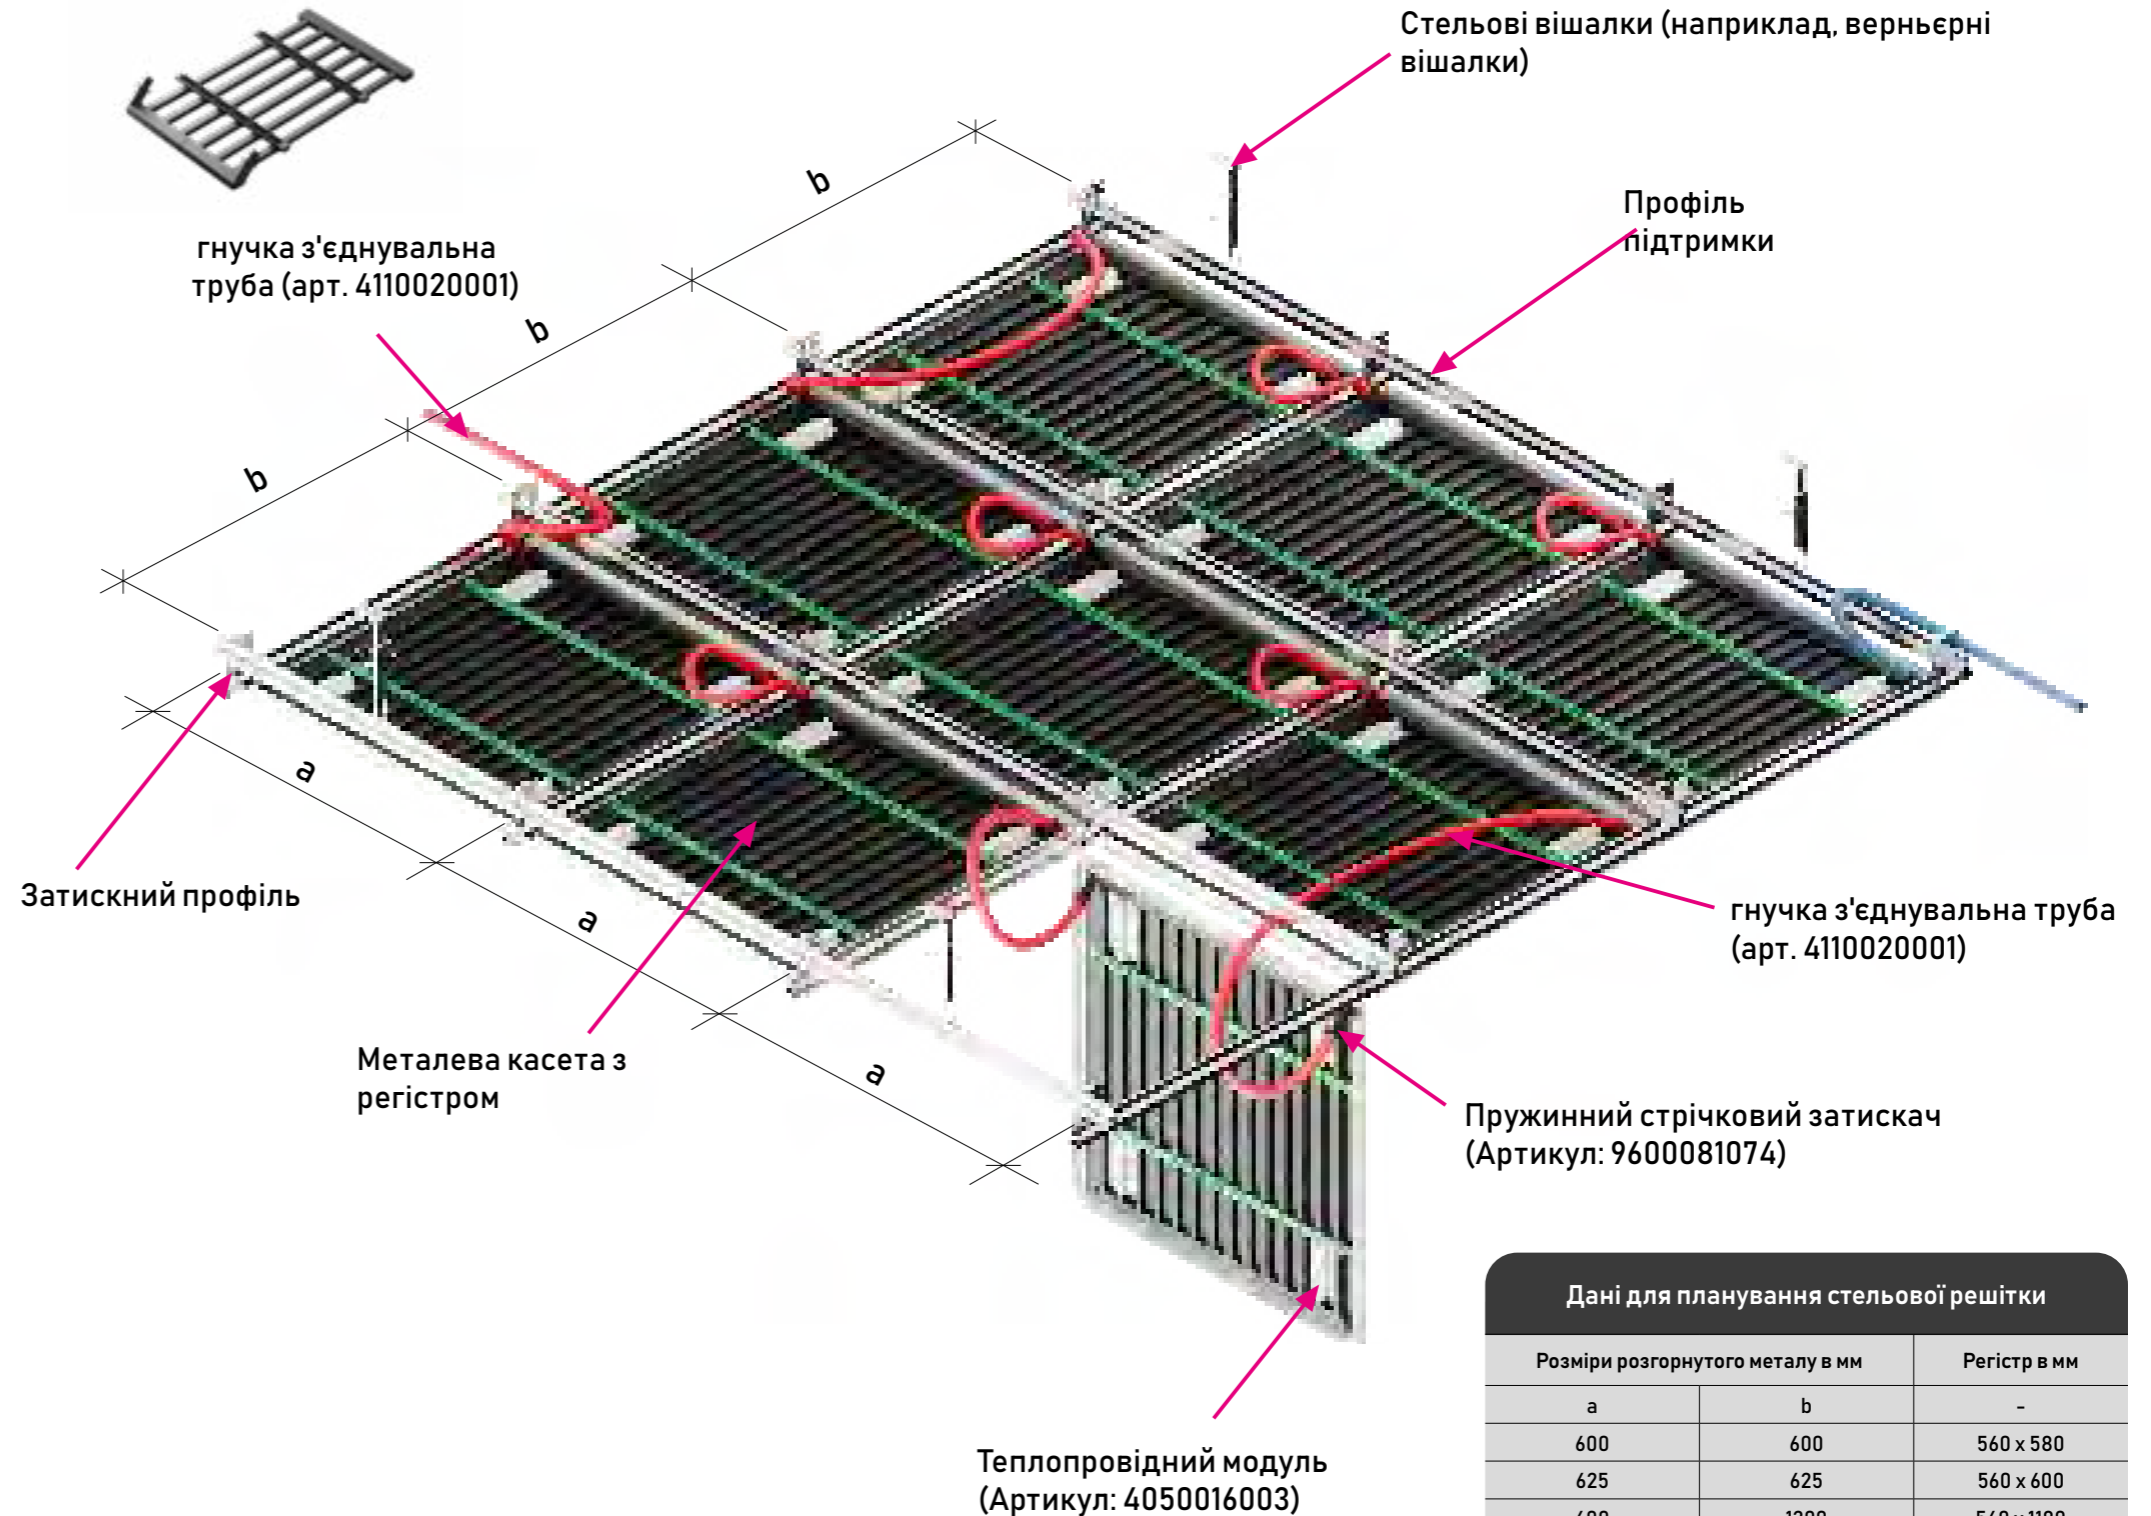 Стельові вішалки (наприклад, верньєрні
вішалки)
Профіль
підтримки
гнучка з'єднувальна
труба (арт. 4110020001)
b
b
b
a
a
a
Затискний профіль
Металева касета з
регістром
гнучка з'єднувальна труба
(арт. 4110020001)
Пружинний стрічковий затискач
(Артикул: 9600081074)
Теплопровідний модуль
(Артикул: 4050016003)
Дані для планування стельової решітки
Розміри розгорнутого металу в мм Регістр в мм
a b -
600 600 560 x 580
625 625 560 x 600